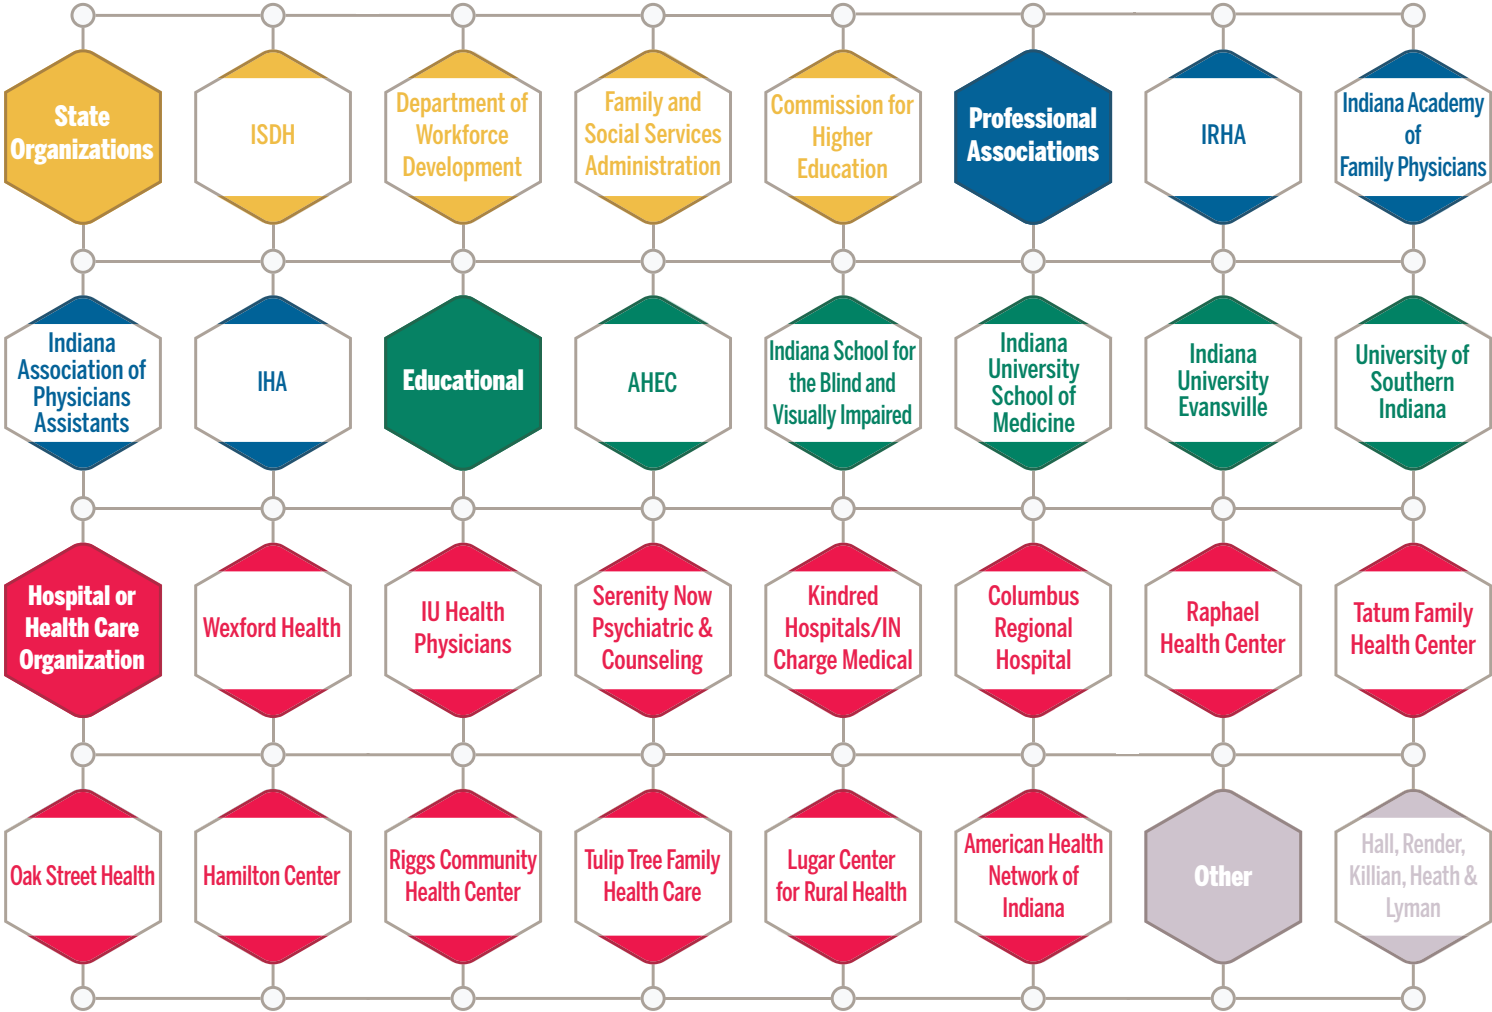 State
Organizations
ISDH
Department of
Workforce
Development
Family and
Social Services
Administration
Commission for
Higher
Education
Professional
Associations
IRHA
Indiana Academy
of
Family Physicians
Indiana
Association of
Physicians
Assistants
IHA
Educational
AHEC
Indiana School for
the Blind and
Visually Impaired
Indiana
University
School of
Medicine
Indiana
University
Evansville
University of
Southern
Indiana
Hospital or
Health Care
Organization
Wexford Health
IU Health
Physicians
Serenity Now
Psychiatric &
Counseling
Kindred
Hospitals/IN
Charge Medical
Columbus
Regional
Hospital
Raphael
Health Center
Tatum Family
Health Center
Oak Street Health
Hamilton Center
Riggs Community
Health Center
Tulip Tree Family
Health Care
Lugar Center
for Rural Health
American Health
Network of
Indiana
Other
Hall, Render,
Killian, Heath &
Lyman